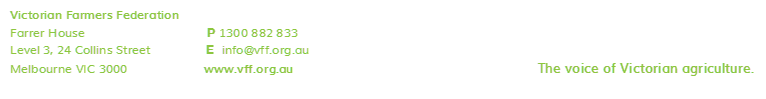 Victorian Farmers Federation
Farrer House P 1300 882 833
Level 3, 24 Collins Street E info@vff.org.au
Melbourne VIC 3000 www.vff.org.au The voice of Victorian agriculture.